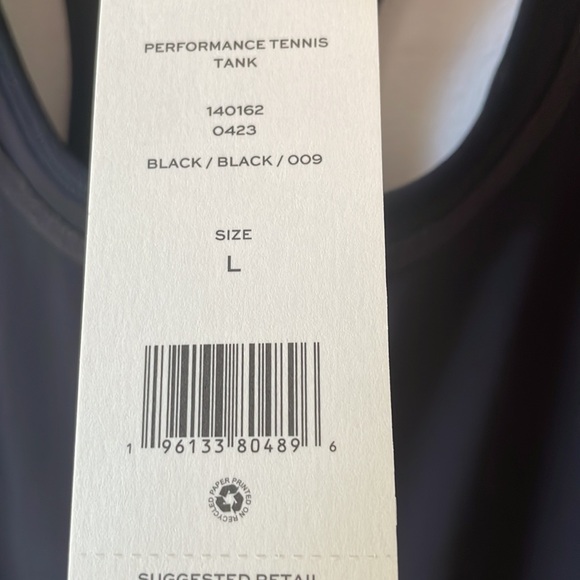 PERFORMANCE TENNIS
TANK
140162
0423
BLACK / BLACK / 009
SIZE
L
1 96133 80489 6
PAPER PRINTED
ON RECYCLED
SUGGESTED RETAIL